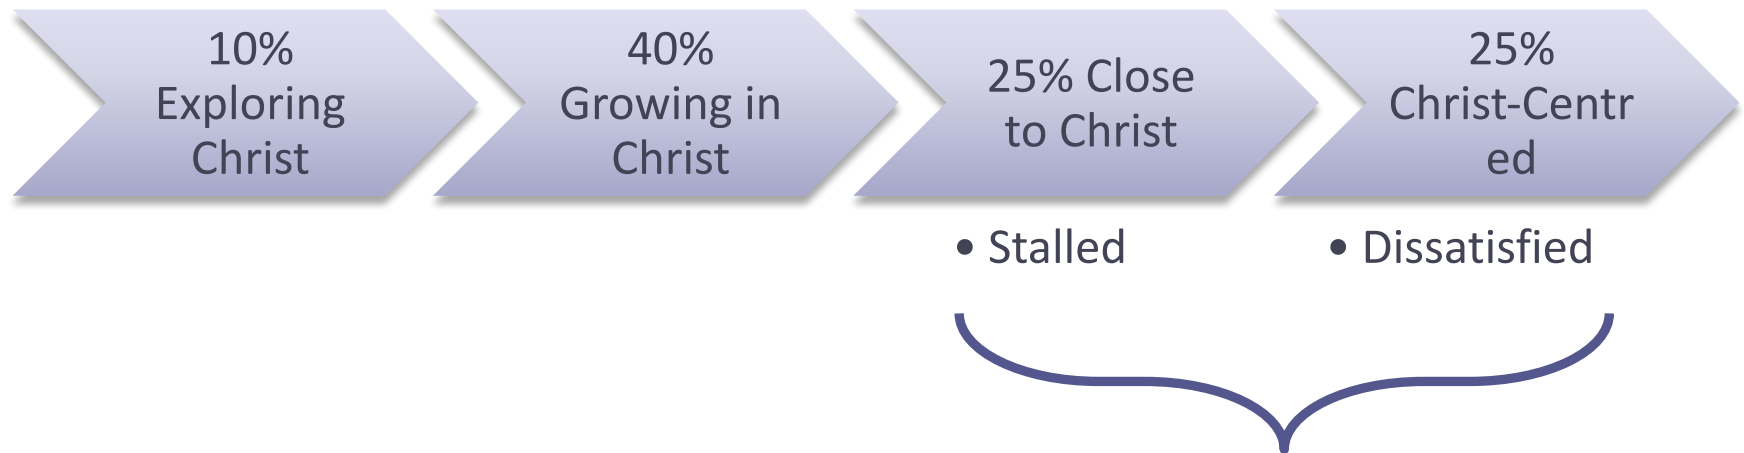 10%
Exploring
Christ
40%
Growing in
Christ
25% Close
to Christ
25%
Christ-Centr
ed
• Stalled
• Dissatisfied